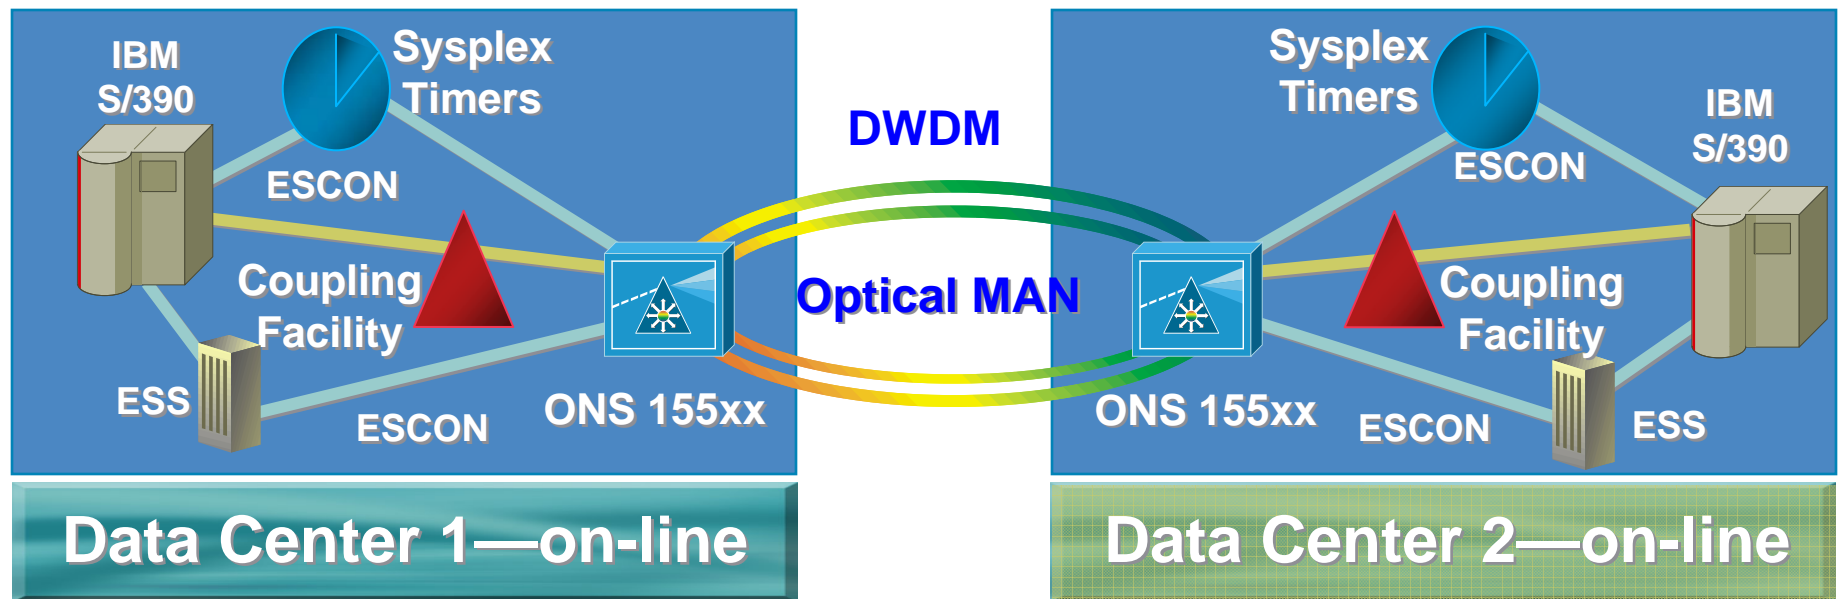 IBM
S/390
Sysplex
Timers
ESCON
Coupling
Facility
ESS
ESCON
ONS 155xx
Data Center 1—on-line
DWDM
Optical MAN
Sysplex
Timers
IBM
S/390
ESCON
Coupling
Facility
ONS 155xx
ESCON
ESS
Data Center 2—on-line